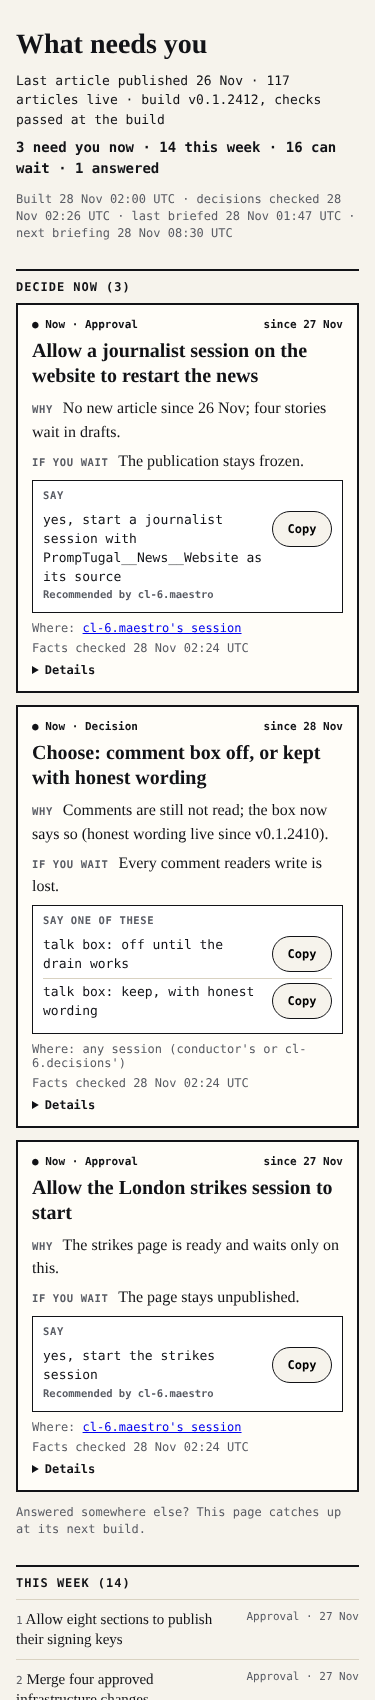 What needs you
Last article published 26 Nov · 117
articles live · build v0.1.2412, checks
passed at the build
3 need you now · 14 this week · 16 can
wait · 1 answered
Built 28 Nov 02:00 UTC · decisions checked 28
Nov 02:26 UTC · last briefed 28 Nov 01:47 UTC ·
next briefing 28 Nov 08:30 UTC
DECIDE NOW (3)
● Now · Approval since 27 Nov
Allow a journalist session on the
website to restart the news
WHY No new article since 26 Nov; four stories
wait in drafts.
IF YOU WAIT The publication stays frozen.
SAY
yes, start a journalist
session with
PrompTugal__News__Website as
its source
Copy
Recommended by cl-6.maestro
Where: cl-6.maestro's session
Facts checked 28 Nov 02:24 UTC
▶ Details
● Now · Decision since 28 Nov
Choose: comment box off, or kept
with honest wording
WHY Comments are still not read; the box now
says so (honest wording live since v0.1.2410).
IF YOU WAIT Every comment readers write is
lost.
SAY ONE OF THESE
talk box: off until the
drain works
Copy
talk box: keep, with honest
wording
Copy
Where: any session (conductor's or cl-
6.decisions')
Facts checked 28 Nov 02:24 UTC
▶ Details
● Now · Approval since 27 Nov
Allow the London strikes session to
start
WHY The strikes page is ready and waits only on
this.
IF YOU WAIT The page stays unpublished.
SAY
yes, start the strikes
session
Copy
Recommended by cl-6.maestro
Where: cl-6.maestro's session
Facts checked 28 Nov 02:24 UTC
▶ Details
Answered somewhere else? This page catches up
at its next build.
THIS WEEK (14)
1 Allow eight sections to publish Approval · 27 Nov
their signing keys
2 Merge four approved Approval · 27 Nov
infrastructure changes